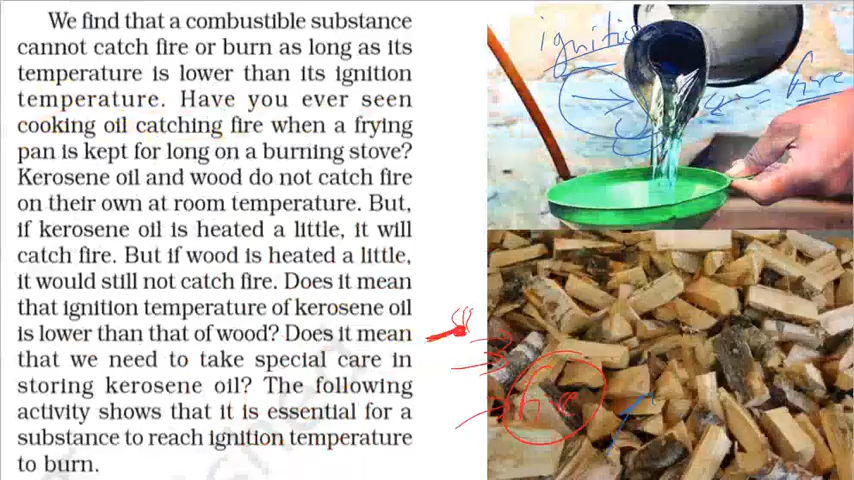 We find that a combustible substance
cannot catch fire or burn as long as its
temperature is lower than its ignition
temperature. Have you ever seen
cooking oil catching fire when a frying
pan is kept for long on a burning stove?
Kerosene oil and wood do not catch fire
on their own at room temperature. But,
if kerosene oil is heated a little, it will
catch fire. But if wood is heated a little,
it would still not catch fire. Does it mean
that ignition temperature of kerosene oil
is lower than that of wood? Does it mean
that we need to take special care in
storing kerosene oil? The following
activity shows that it is essential for a
substance to reach ignition temperature
to burn.
ignition
fire
fire